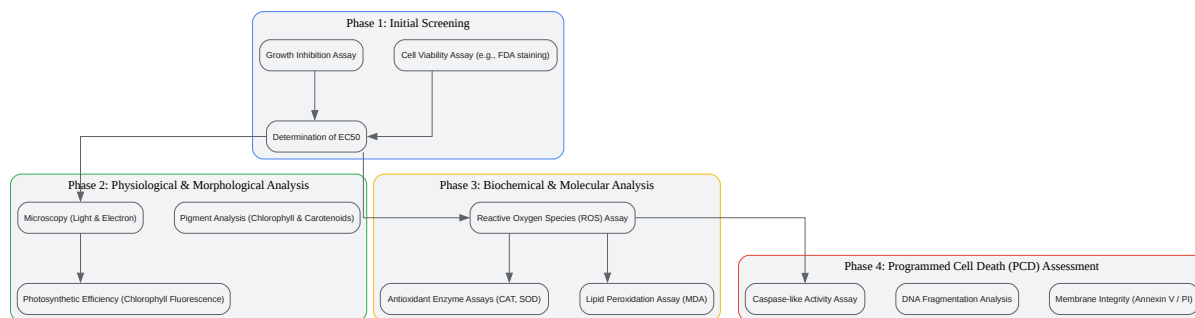 Phase 1: Initial Screening
Growth Inhibition Assay
Cell Viability Assay (e.g., FDA staining)
Determination of EC50
Phase 2: Physiological & Morphological Analysis
Microscopy (Light & Electron)
Pigment Analysis (Chlorophyll & Carotenoids)
Photosynthetic Efficiency (Chlorophyll Fluorescence)
Phase 3: Biochemical & Molecular Analysis
Reactive Oxygen Species (ROS) Assay
Antioxidant Enzyme Assays (CAT, SOD)
Lipid Peroxidation Assay (MDA)
Phase 4: Programmed Cell Death (PCD) Assessment
Caspase-like Activity Assay
DNA Fragmentation Analysis
Membrane Integrity (Annexin V / PI)